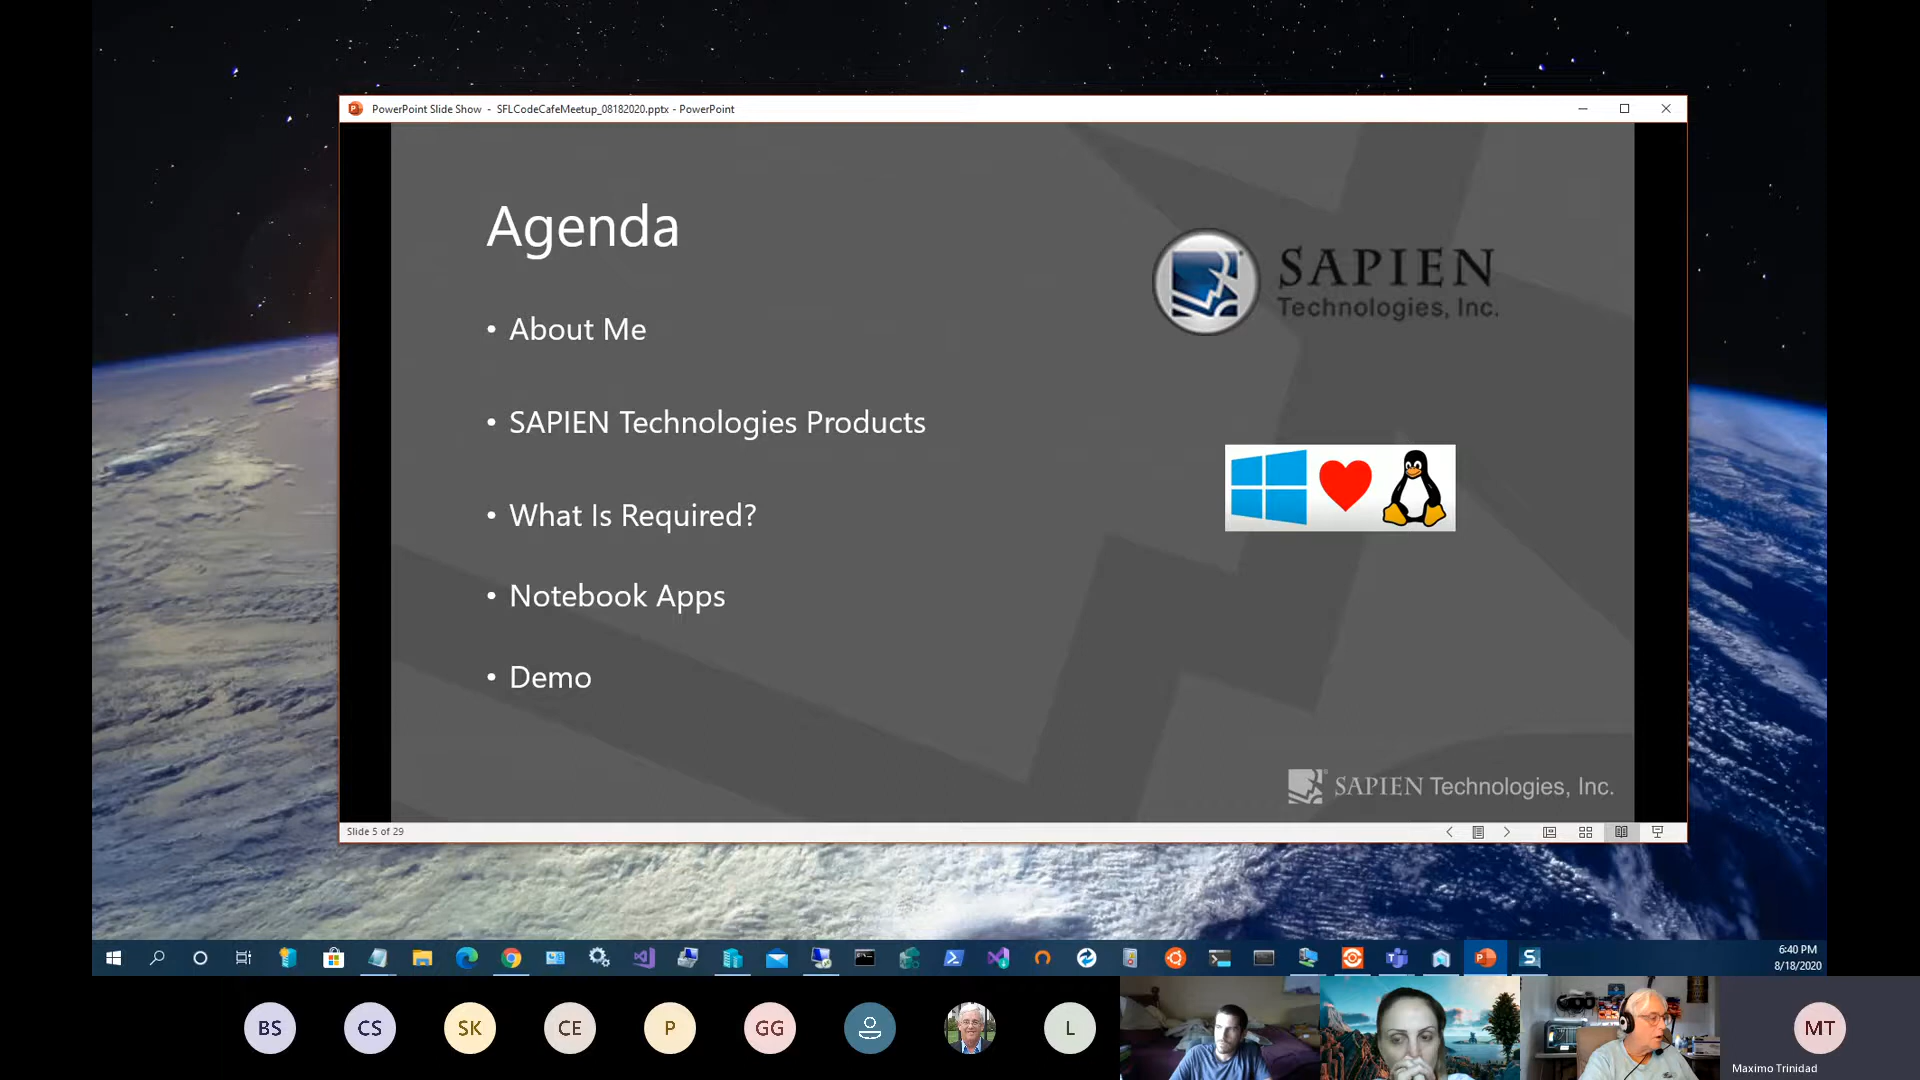 PowerPoint Slide Show - SFLCodeCafeMeetup_08182020.pptx - PowerPoint
Agenda
SAPIEN
Technologies, Inc.
• About Me
• SAPIEN Technologies Products
• What Is Required?
• Notebook Apps
• Demo
SAPIEN Technologies, Inc.
Slide 5 of 29
6:40 PM
8/18/2020
BS
CS
SK
CE
P
GG
L
MT
Maximo Trinidad